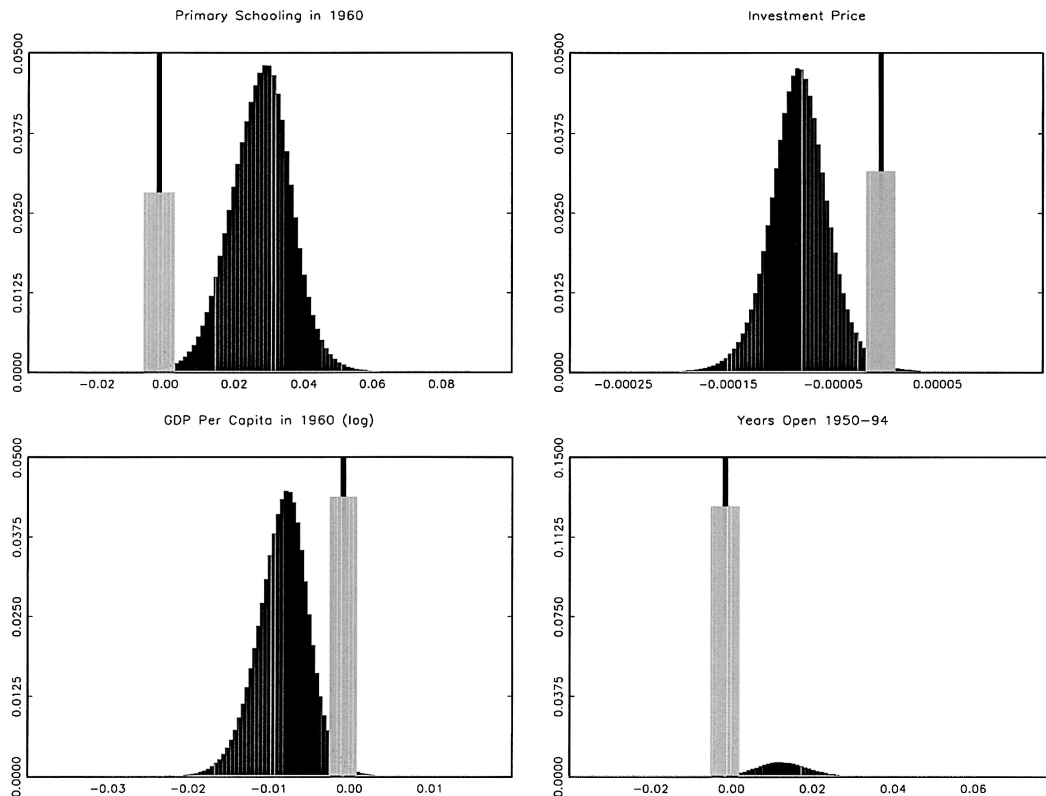 Primary Schooling in 1960
0.0500
0.0375
0.0250
0.0125
0.0000
-0.02 0.00 0.02 0.04 0.06 0.08
Investment Price
0.0500
0.0375
0.0250
0.0125
0.0000
-0.00025 -0.00015 -0.00005 0.00005
GDP Per Capita in 1960 (log)
0.0500
0.0375
0.0250
0.0125
0.0000
-0.03 -0.02 -0.01 0.00 0.01
Years Open 1950-94
0.1500
0.1125
0.0750
0.0375
0.0000
-0.02 0.00 0.02 0.04 0.06